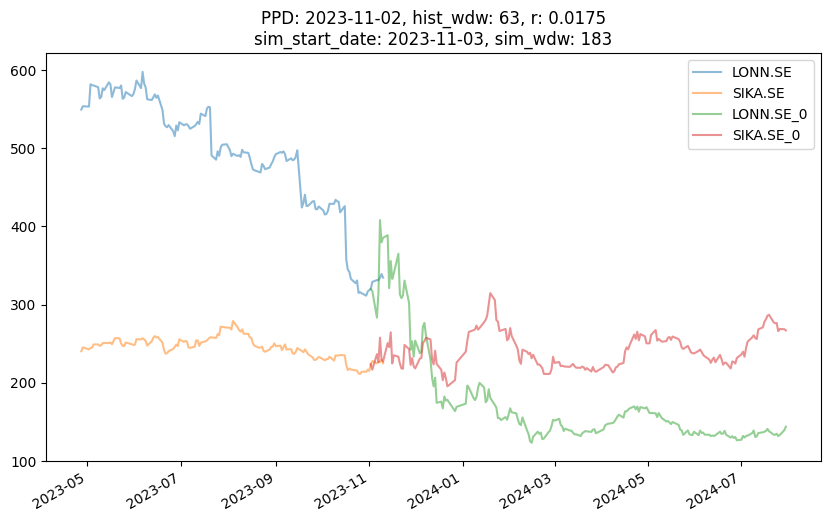 PPD: 2023-11-02, hist_wdw: 63, r: 0.0175
sim_start_date: 2023-11-03, sim_wdw: 183
LONN.SE
SIKA.SE
LONN.SE_0
SIKA.SE_0
600
500
400
300
200
100
2023-05
2023-07
2023-09
2023-11
2024-01
2024-03
2024-05
2024-07